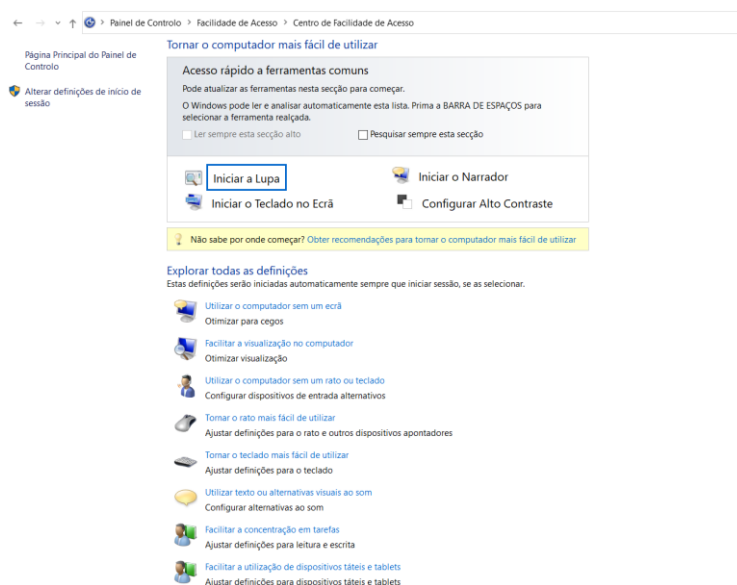 Painel de Controlo > Facilidade de Acesso > Centro de Facilidade de Acesso
Página Principal do Painel de
Controlo
Alterar definições de início de
sessão
Tornar o computador mais fácil de utilizar
Acesso rápido a ferramentas comuns
Pode atualizar as ferramentas nesta secção para começar.
O Windows pode ler e analisar automaticamente esta lista. Prima a BARRA DE ESPAÇOS para
selecionar a ferramenta realçada.
Ler sempre esta secção alto
Pesquisar sempre esta secção
Iniciar a Lupa
Iniciar o Narrador
Iniciar o Teclado no Ecrã
Configurar Alto Contraste
Não sabe por onde começar? Obter recomendações para tornar o computador mais fácil de utilizar
Explorar todas as definições
Estas definições serão iniciadas automaticamente sempre que iniciar sessão, se as selecionar.
Utilizar o computador sem um ecrã
Otimizar para cegos
Facilitar a visualização no computador
Otimizar visualização
Utilizar o computador sem um rato ou teclado
Configurar dispositivos de entrada alternativos
Tornar o rato mais fácil de utilizar
Ajustar definições para o rato e outros dispositivos apontadores
Tornar o teclado mais fácil de utilizar
Ajustar definições para o teclado
Utilizar texto ou alternativas visuais ao som
Configurar alternativas ao som
Facilitar a concentração em tarefas
Ajustar definições para leitura e escrita
Facilitar a utilização de dispositivos táteis e tablets
Ajustar definições para dispositivos táteis e tablets